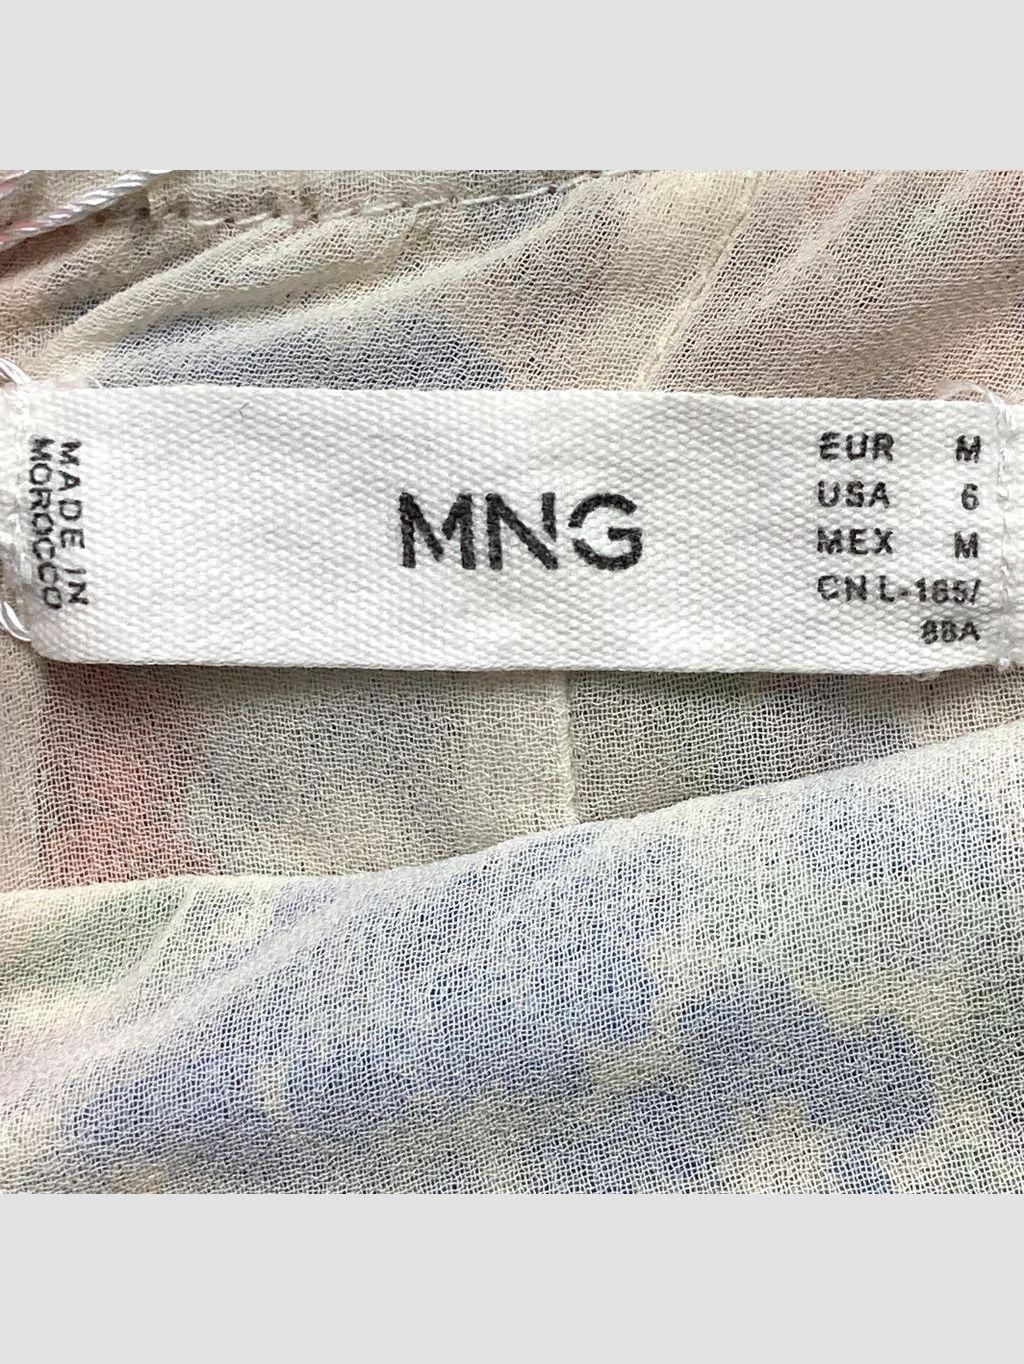 MADE IN
MOROCCO
MNG
EUR M
USA 6
MEX M
CN L-165/
88A